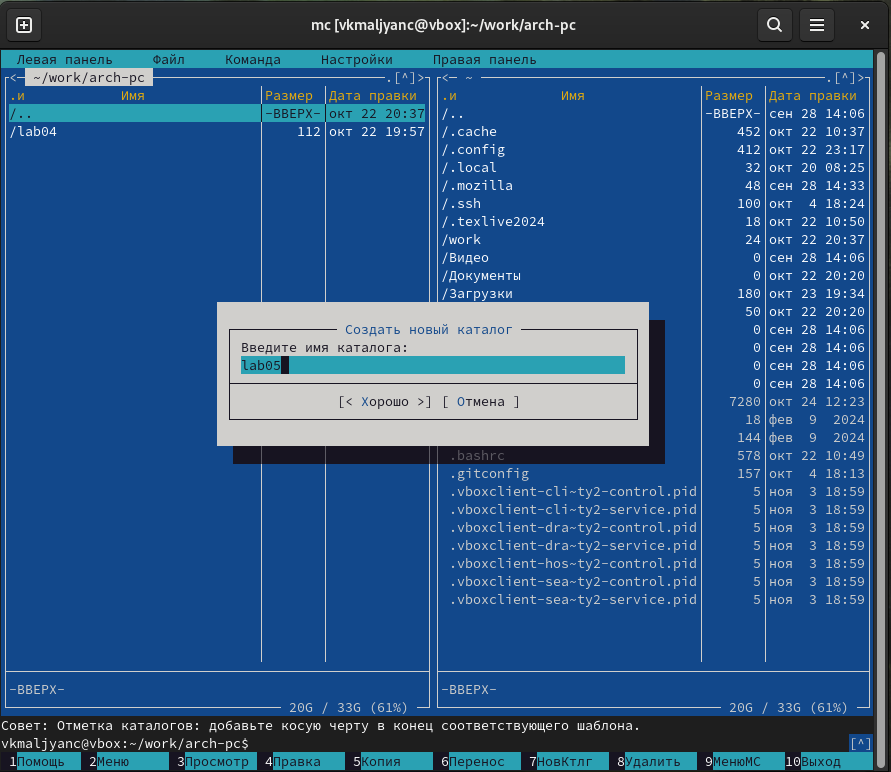 mc [vkmaljyanc@vbox]:~/work/arch-pc
Левая панель Файл Команда Настройки Правая панель
<─ ~/work/arch-pc .[^]> <─ ~ .[^]>
.и Имя Размер Дата правки .и Имя Размер Дата правки
/.. -ВВЕРХ- окт 22 20:37 /.. -ВВЕРХ- сен 28 14:06
/lab04 112 окт 22 19:57 /.cache 452 окт 22 10:37
/.config 412 окт 22 23:17
/.local 32 окт 20 08:25
/.mozilla 48 сен 28 14:33
/.ssh 100 окт 4 18:24
/.texlive2024 18 окт 22 10:50
/work 24 окт 22 20:37
/Видео 0 сен 28 14:06
/Документы 0 окт 22 20:20
/Загрузки 180 окт 23 19:34
50 окт 22 20:20
Создать новый каталог 0 сен 28 14:06
Введите имя каталога: 0 сен 28 14:06
lab05 0 сен 28 14:06
0 сен 28 14:06
[< Хорошо >] [ Отмена ] 7280 окт 24 12:23
18 фев 9 2024
144 фев 9 2024
.bashrc 578 окт 22 10:49
.gitconfig 157 окт 4 18:13
.vboxclient-cli~ty2-control.pid 5 ноя 3 18:59
.vboxclient-cli~ty2-service.pid 5 ноя 3 18:59
.vboxclient-dra~ty2-control.pid 5 ноя 3 18:59
.vboxclient-dra~ty2-service.pid 5 ноя 3 18:59
.vboxclient-hos~ty2-control.pid 5 ноя 3 18:59
.vboxclient-sea~ty2-control.pid 5 ноя 3 18:59
.vboxclient-sea~ty2-service.pid 5 ноя 3 18:59
-ВВЕРХ- -ВВЕРХ-
20G / 33G (61%) 20G / 33G (61%)
Совет: Отметка каталогов: добавьте косую черту в конец соответствующего шаблона.
vkmaljyanc@vbox:~/work/arch-pc$ [^]
1Помощь 2Меню 3Просмотр 4Правка 5Копия 6Перенос 7НовКтлг 8Удалить 9МенюМС 10Выход